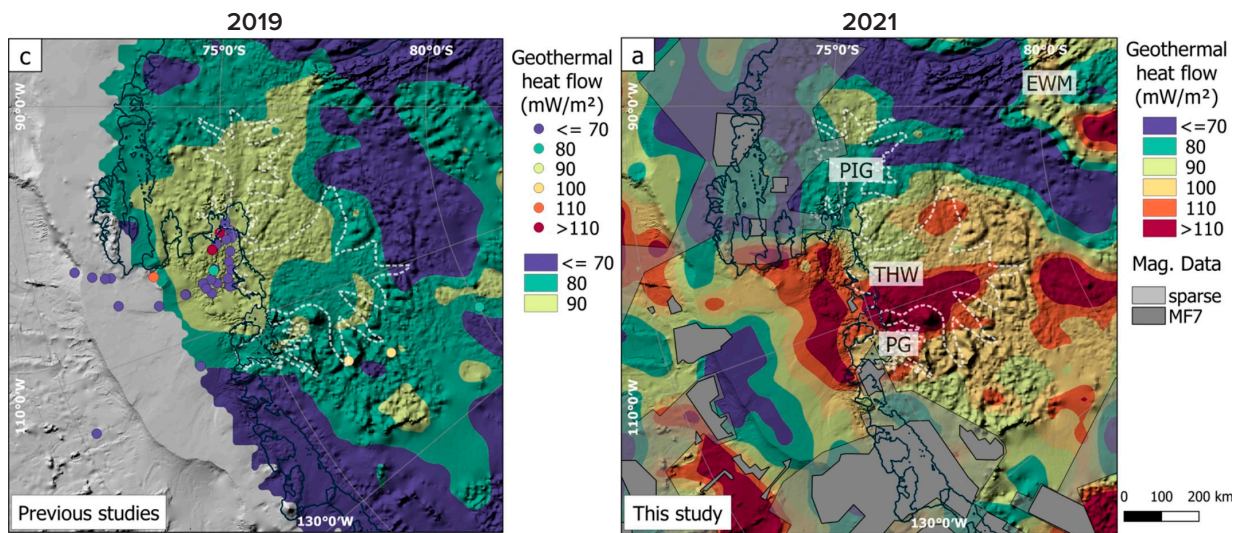 2019
2021
c
75°0'S
80°0'S
90°0'W
110°0'W
130°0'W
Previous studies
Geothermal
heat flow
(mW/m²)
<= 70
80
90
100
110
>110
<= 70
80
90
a
75°0'S
80°0'S
90°0'W
110°0'W
130°0'W
EWM
PIG
THW
PG
This study
Geothermal
heat flow
(mW/m²)
<=70
80
90
100
110
>110
Mag. Data
sparse
MF7
0 100 200 km